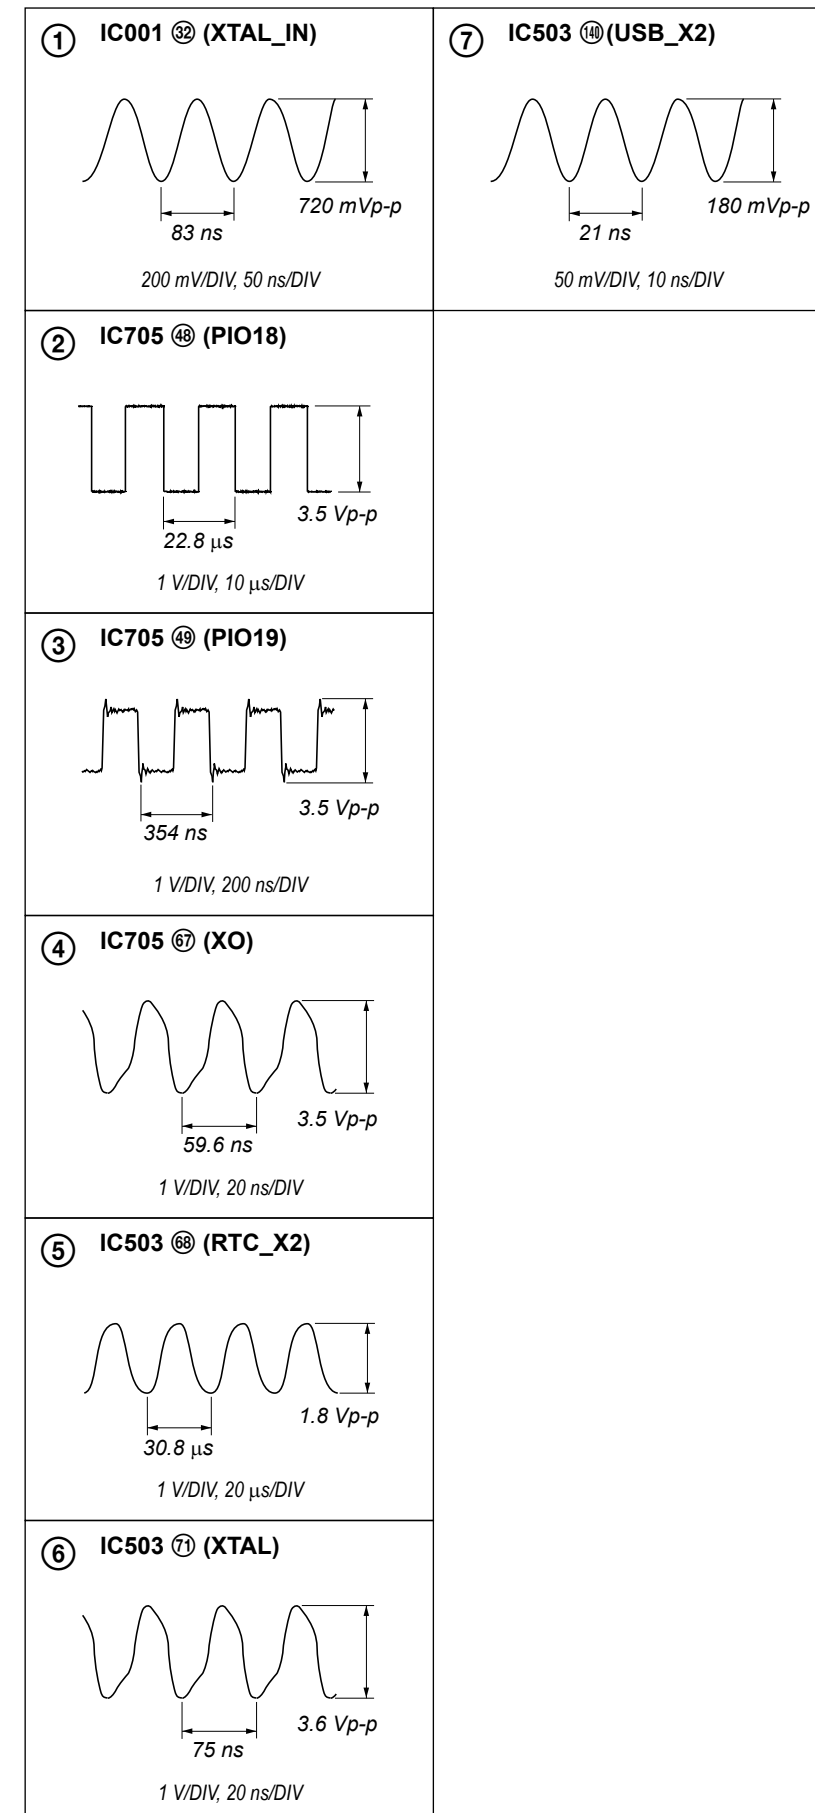 ① IC001 ㉜ (XTAL_IN)
720 mVp-p
83 ns
200 mV/DIV, 50 ns/DIV
② IC705 ㊽ (PIO18)
3.5 Vp-p
22.8 µs
1 V/DIV, 10 µs/DIV
③ IC705 ㊾ (PIO19)
3.5 Vp-p
354 ns
1 V/DIV, 200 ns/DIV
④ IC705 67 (XO)
3.5 Vp-p
59.6 ns
1 V/DIV, 20 ns/DIV
⑤ IC503 68 (RTC_X2)
1.8 Vp-p
30.8 µs
1 V/DIV, 20 µs/DIV
⑥ IC503 71 (XTAL)
3.6 Vp-p
75 ns
1 V/DIV, 20 ns/DIV
⑦ IC503 140 (USB_X2)
180 mVp-p
21 ns
50 mV/DIV, 10 ns/DIV